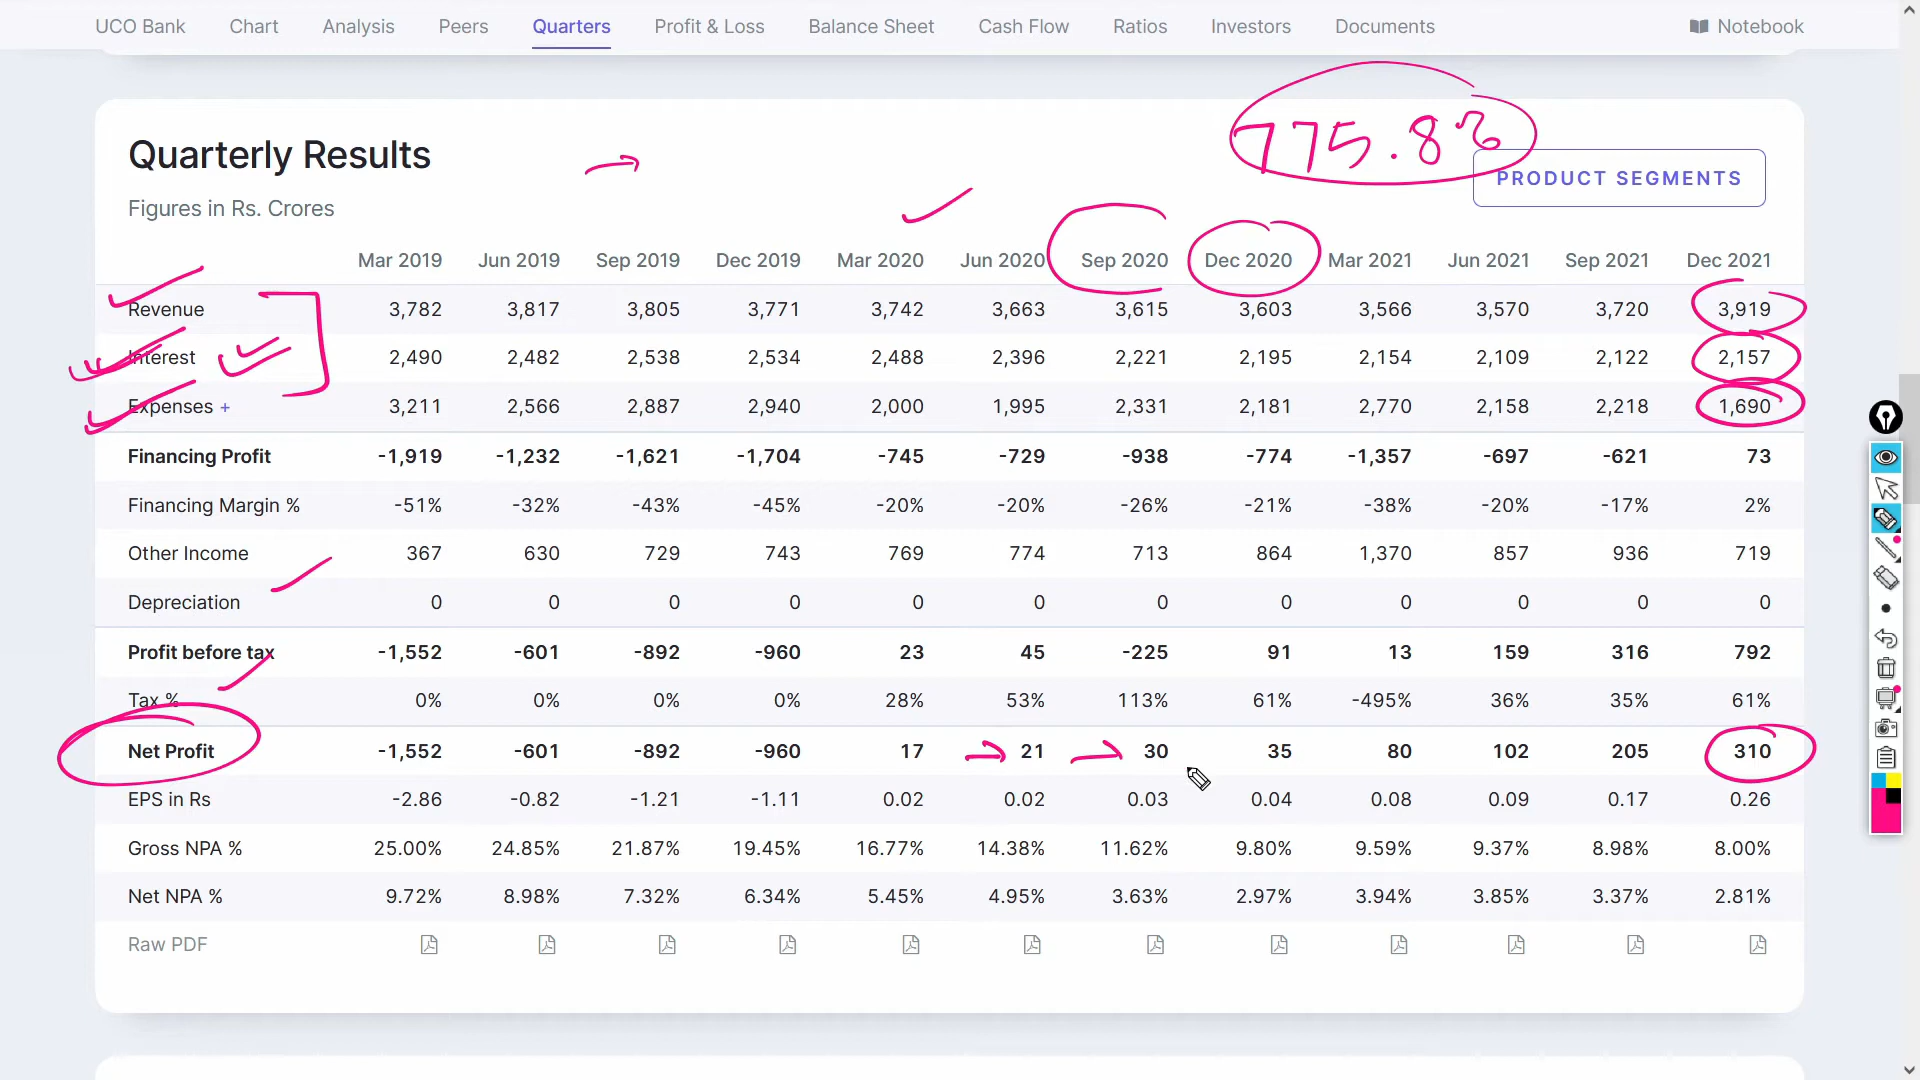 UCO Bank Chart Analysis Peers Quarters Profit & Loss Balance Sheet Cash Flow Ratios Investors Documents Notebook
775.8%
Quarterly Results
PRODUCT SEGMENTS
Figures in Rs. Crores
Mar 2019 Jun 2019 Sep 2019 Dec 2019 Mar 2020 Jun 2020 Sep 2020 Dec 2020 Mar 2021 Jun 2021 Sep 2021 Dec 2021
Revenue 3,782 3,817 3,805 3,771 3,742 3,663 3,615 3,603 3,566 3,570 3,720 3,919
Interest 2,490 2,482 2,538 2,534 2,488 2,396 2,221 2,195 2,154 2,109 2,122 2,157
Expenses + 3,211 2,566 2,887 2,940 2,000 1,995 2,331 2,181 2,770 2,158 2,218 1,690
Financing Profit -1,919 -1,232 -1,621 -1,704 -745 -729 -938 -774 -1,357 -697 -621 73
Financing Margin % -51% -32% -43% -45% -20% -20% -26% -21% -38% -20% -17% 2%
Other Income 367 630 729 743 769 774 713 864 1,370 857 936 719
Depreciation 0 0 0 0 0 0 0 0 0 0 0 0
Profit before tax -1,552 -601 -892 -960 23 45 -225 91 13 159 316 792
Tax % 0% 0% 0% 0% 28% 53% 113% 61% -495% 36% 35% 61%
Net Profit -1,552 -601 -892 -960 17 21 30 35 80 102 205 310
EPS in Rs -2.86 -0.82 -1.21 -1.11 0.02 0.02 0.03 0.04 0.08 0.09 0.17 0.26
Gross NPA % 25.00% 24.85% 21.87% 19.45% 16.77% 14.38% 11.62% 9.80% 9.59% 9.37% 8.98% 8.00%
Net NPA % 9.72% 8.98% 7.32% 6.34% 5.45% 4.95% 3.63% 2.97% 3.94% 3.85% 3.37% 2.81%
Raw PDF